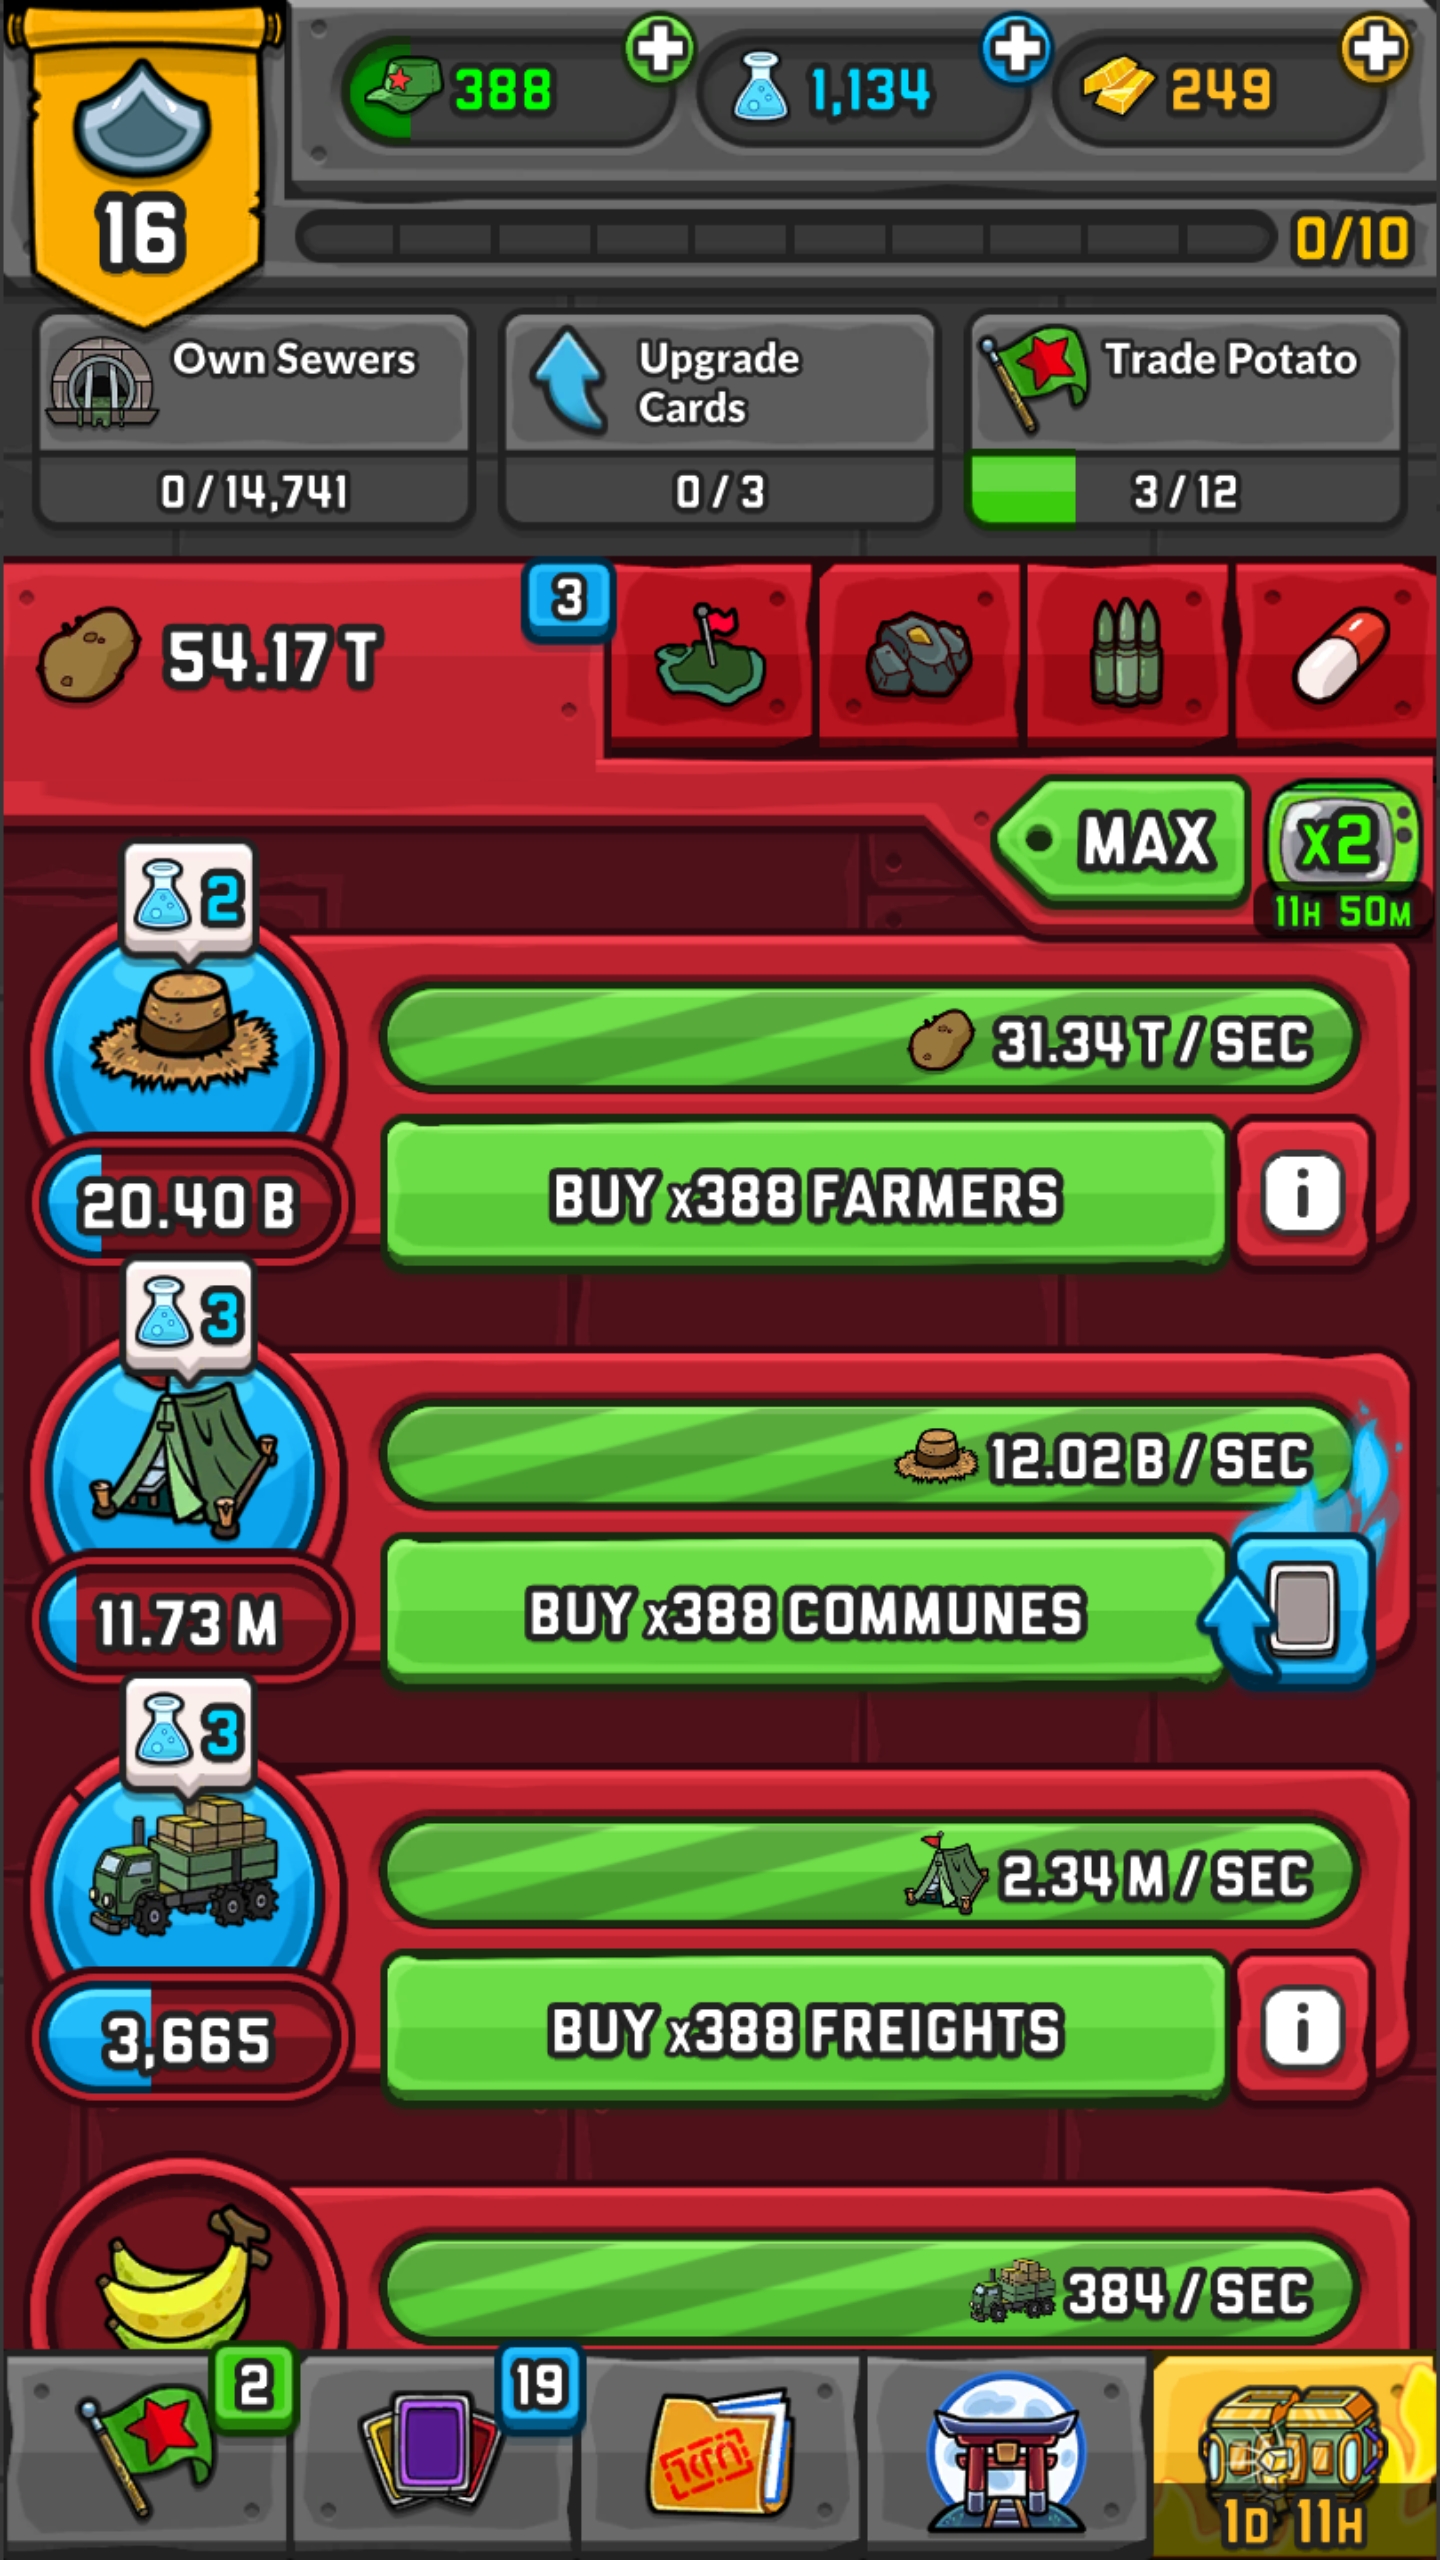 388
1,134
249
16
0/10
Own Sewers
0 / 14,741
Upgrade
Cards
0 / 3
Trade Potato
3 / 12
54.17 T
3
MAX
x2
11H 50M
2
31.34 T / SEC
BUY x388 FARMERS
i
20.40 B
3
12.02 B / SEC
BUY x388 COMMUNES
11.73 M
3
2.34 M / SEC
BUY x388 FREIGHTS
i
3,665
384 / SEC
2
19
1D 11H